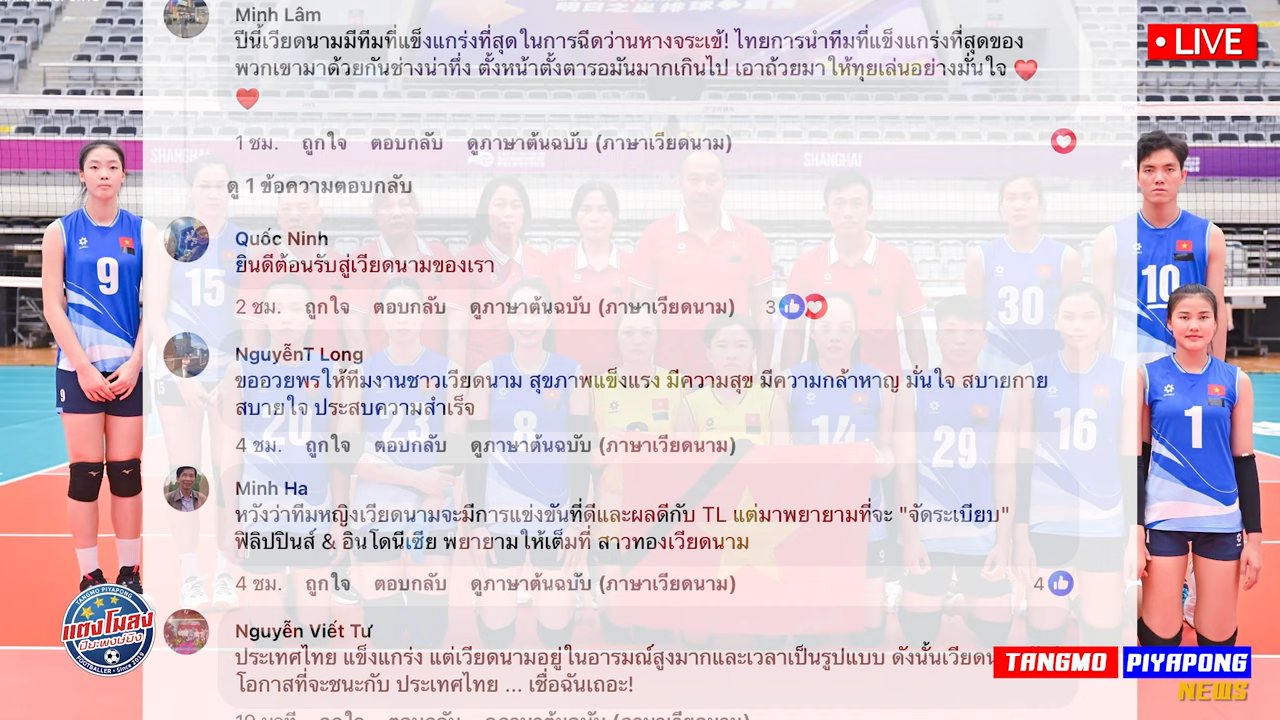 Minh Lâm
• LIVE
ปีนี้เวียดนามมีทีมที่แข็งแกร่งที่สุดในการฉีดว่านหางจระเข้! ไทยการนำทีมที่แข็งแกร่งที่สุดของ
พวกเขามาด้วยกันช่างน่าทึ่ง ตั้งหน้าตั้งตารอมันมากเกินไป เอาถ้วยมาให้ทุยเล่นอย่างมั่นใจ ❤️
❤️
1 ชม. ถูกใจ ตอบกลับ ดูภาษาต้นฉบับ (ภาษาเวียดนาม)
SHANGHAI
SHANGHAI
ดู 1 ข้อความตอบกลับ
Quốc Ninh
ยินดีต้อนรับสู่เวียดนามของเรา
9
15
30
10
2 ชม. ถูกใจ ตอบกลับ ดูภาษาต้นฉบับ (ภาษาเวียดนาม) 3
NguyễnT Long
ขออวยพรให้ทีมงานชาวเวียดนาม สุขภาพแข็งแรง มีความสุข มีความกล้าหาญ มั่นใจ สบายกาย
สบายใจ ประสบความสำเร็จ
9
20
23
8
14
29
16
1
4 ชม. ถูกใจ ตอบกลับ ดูภาษาต้นฉบับ (ภาษาเวียดนาม)
Minh Ha
หวังว่าทีมหญิงเวียดนามจะมีการแข่งขันที่ดีและผลดีกับ TL แต่มาพยายามที่จะ "จัดระเบียบ"
ฟิลิปปินส์ & อินโดนีเซีย พยายามให้เต็มที่ สาวทองเวียดนาม
4 ชม. ถูกใจ ตอบกลับ ดูภาษาต้นฉบับ (ภาษาเวียดนาม) 4
TANGMO PIYAPONG
แตงโมลง
ปิยะพงษ์ยิง
FOOTBALLER • Since 2019
Nguyễn Viết Tư
ประเทศไทย แข็งแกร่ง แต่เวียดนามอยู่ในอารมณ์สูงมากและเวลาเป็นรูปแบบ ดังนั้นเวียดน
โอกาสที่จะชนะกับ ประเทศไทย ... เชื่อฉันเถอะ!
TANGMO PIYAPONG
NEWS